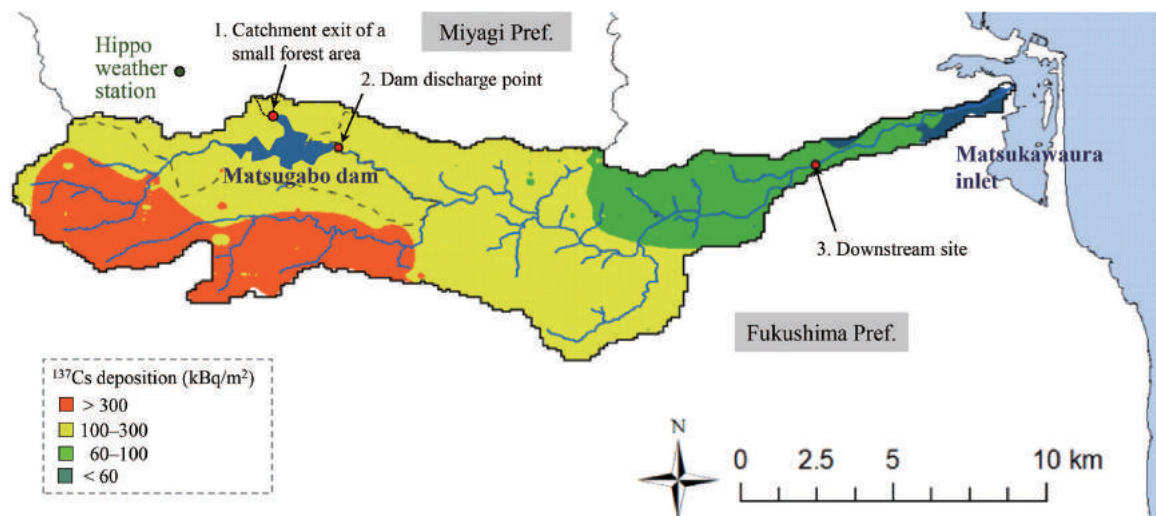 1. Catchment exit of a
small forest area
Miyagi Pref.
Hippo
weather
station
2. Dam discharge point
Matsugabo dam
Matsukawaura
inlet
3. Downstream site
Fukushima Pref.
¹³⁷Cs deposition (kBq/m²)
> 300
100–300
60–100
< 60
N
0 2.5 5 10 km